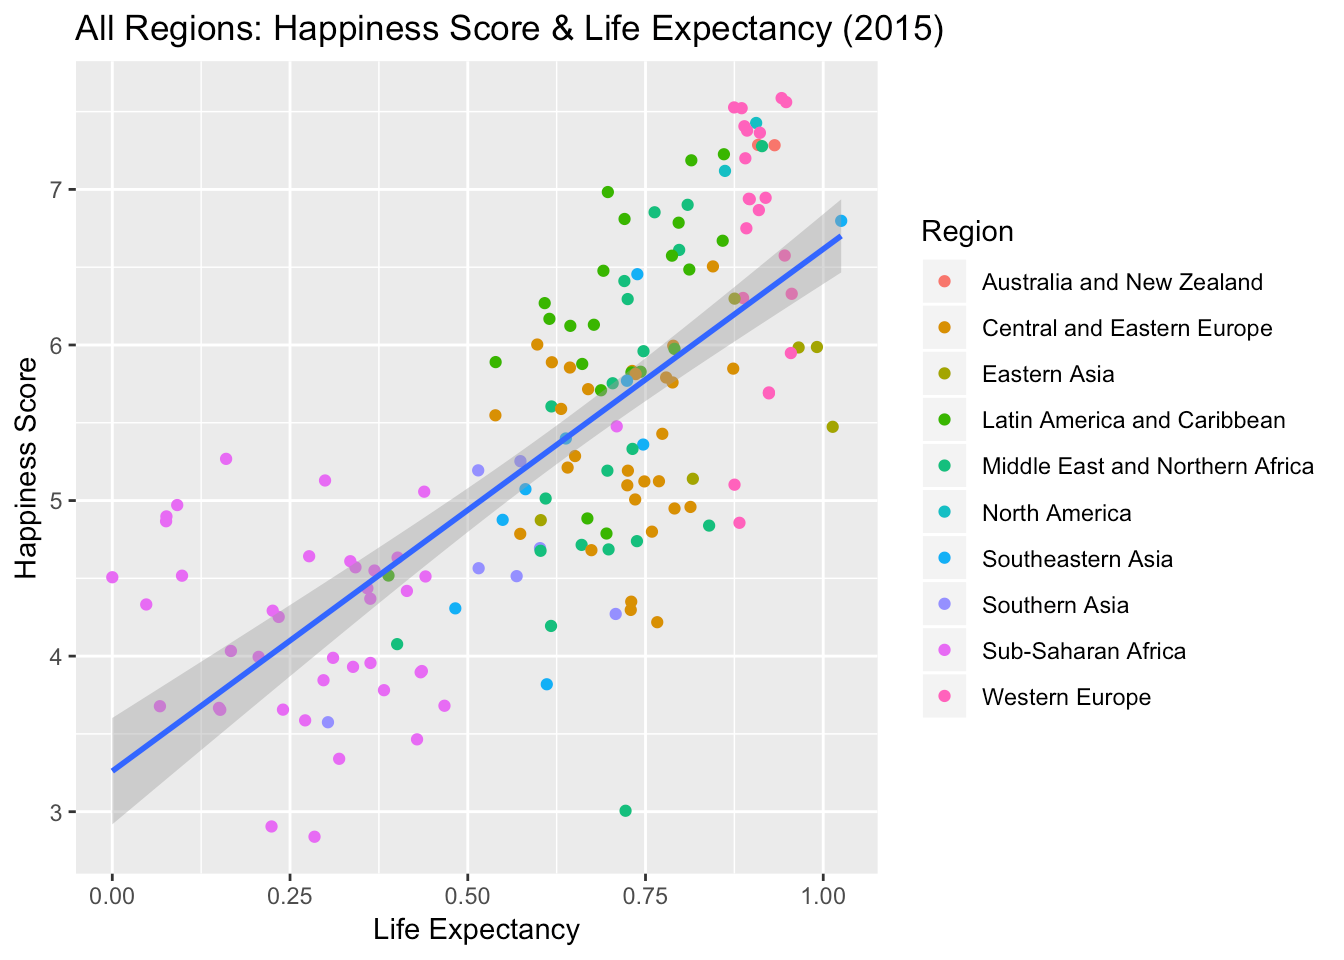 All Regions: Happiness Score & Life Expectancy (2015)
7
6
5
4
3
Happiness Score
0.00 0.25 0.50 0.75 1.00
Life Expectancy
Region
Australia and New Zealand
Central and Eastern Europe
Eastern Asia
Latin America and Caribbean
Middle East and Northern Africa
North America
Southeastern Asia
Southern Asia
Sub-Saharan Africa
Western Europe